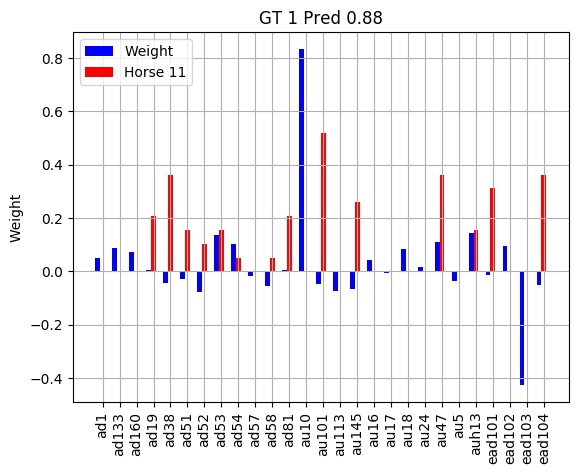 GT 1 Pred 0.88
Weight
Horse 11
0.8
0.6
0.4
0.2
0.0
−0.2
−0.4
Weight
ad1
ad133
ad160
ad19
ad38
ad51
ad52
ad53
ad54
ad57
ad58
ad81
au10
au101
au113
au145
au16
au17
au18
au24
au47
au5
auh13
ead101
ead102
ead103
ead104